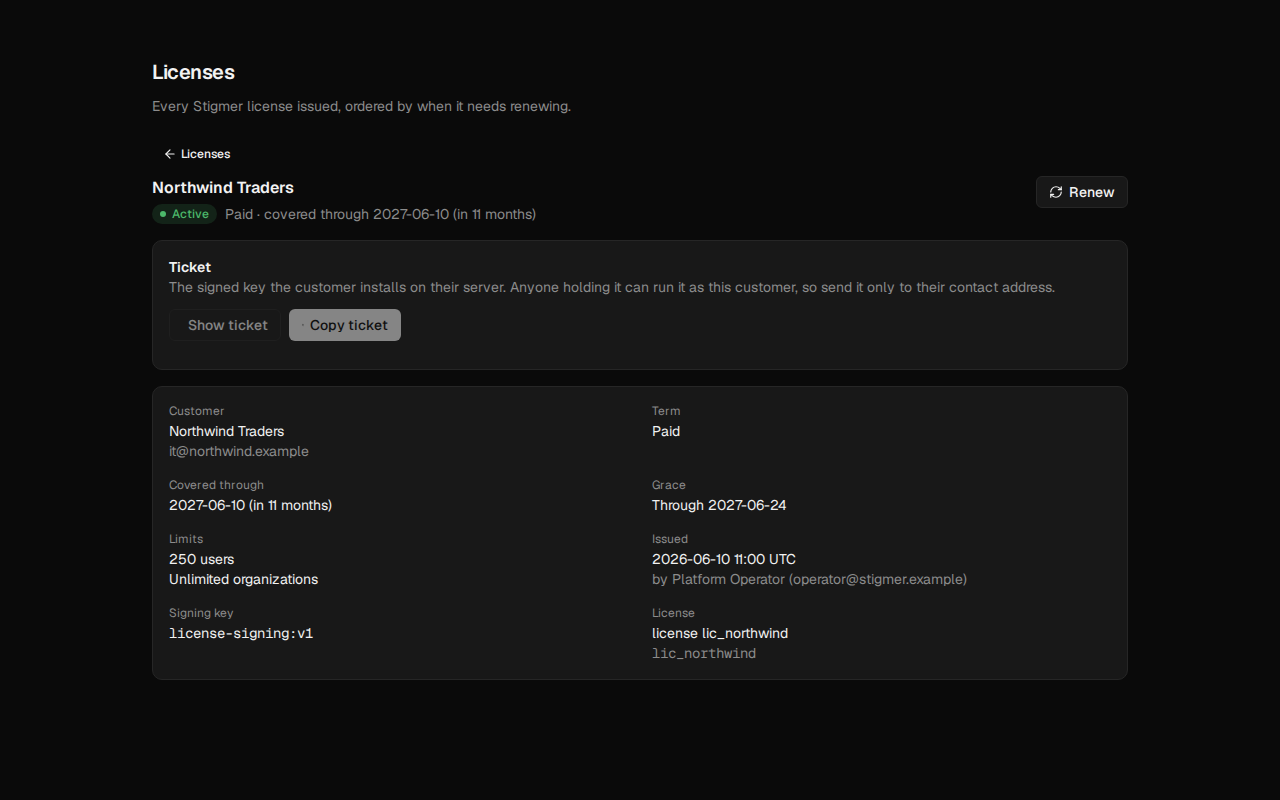 Licenses
Every Stigmer license issued, ordered by when it needs renewing.
Licenses
Northwind Traders
Renew
Active
Paid · covered through 2027-06-10 (in 11 months)
Ticket
The signed key the customer installs on their server. Anyone holding it can run it as this customer, so send it only to their contact address.
Show ticket
Copy ticket
Customer
Northwind Traders
it@northwind.example
Term
Paid
Covered through
2027-06-10 (in 11 months)
Grace
Through 2027-06-24
Limits
250 users
Unlimited organizations
Issued
2026-06-10 11:00 UTC
by Platform Operator (operator@stigmer.example)
Signing key
license-signing:v1
License
license lic_northwind
lic_northwind